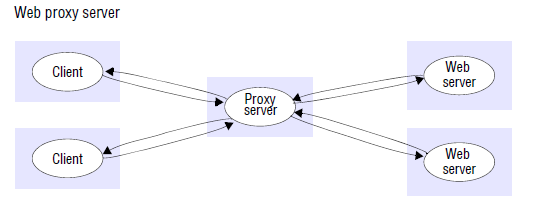 Web proxy server
Client
Web
server
Proxy
server
Client
Web
server